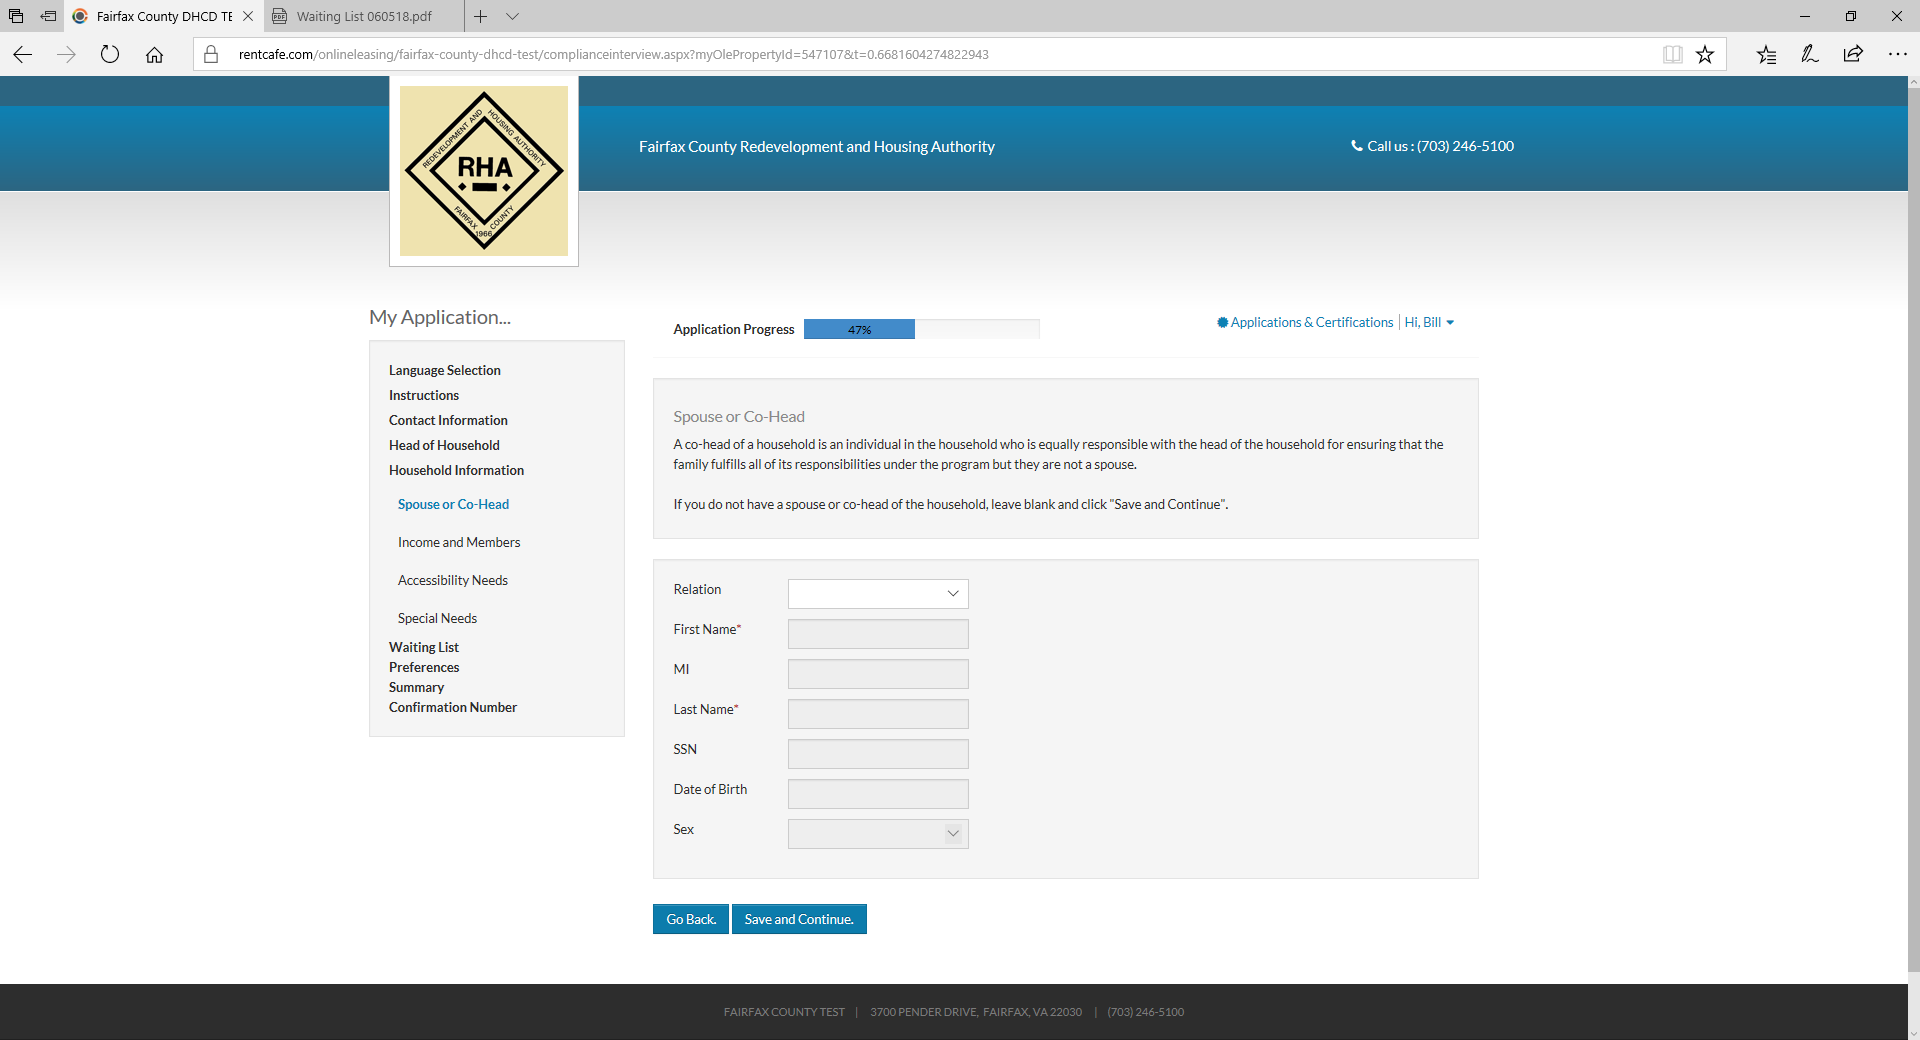 Fairfax County DHCD TE
Waiting List 060518.pdf
rentcafe.com/onlineleasing/fairfax-county-dhcd-test/complianceinterview.aspx?myOlePropertyId=547107&t=0.6681604274822943
REDEVELOPMENT AND HOUSING AUTHORITY
RHA
FAIRFAX COUNTY
1966
Fairfax County Redevelopment and Housing Authority
Call us : (703) 246-5100
My Application...
Application Progress 47%
Applications & Certifications | Hi, Bill
Language Selection
Instructions
Contact Information
Head of Household
Household Information
Spouse or Co-Head
Income and Members
Accessibility Needs
Special Needs
Waiting List
Preferences
Summary
Confirmation Number
Spouse or Co-Head
A co-head of a household is an individual in the household who is equally responsible with the head of the household for ensuring that the
family fulfills all of its responsibilities under the program but they are not a spouse.
If you do not have a spouse or co-head of the household, leave blank and click "Save and Continue".
Relation
First Name*
MI
Last Name*
SSN
Date of Birth
Sex
Go Back.
Save and Continue.
FAIRFAX COUNTY TEST | 3700 PENDER DRIVE, FAIRFAX, VA 22030 | (703) 246-5100